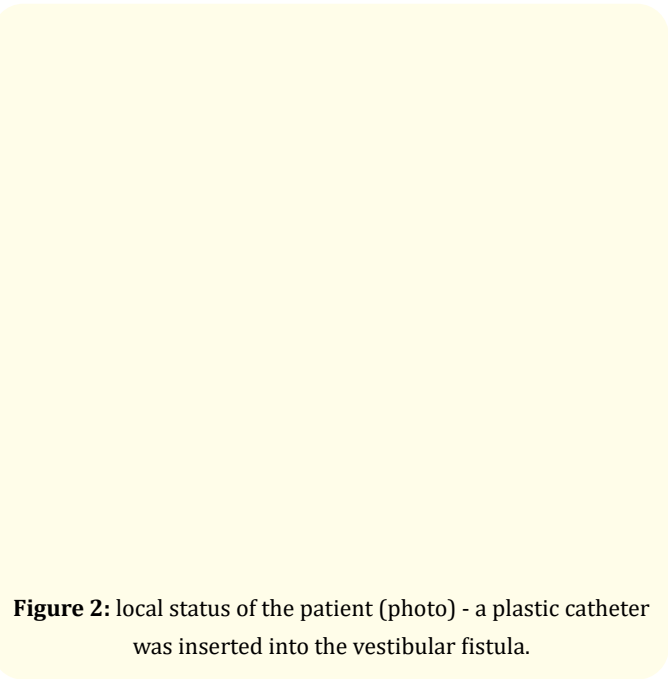 Figure 2: local status of the patient (photo) - a plastic catheter
was inserted into the vestibular fistula.